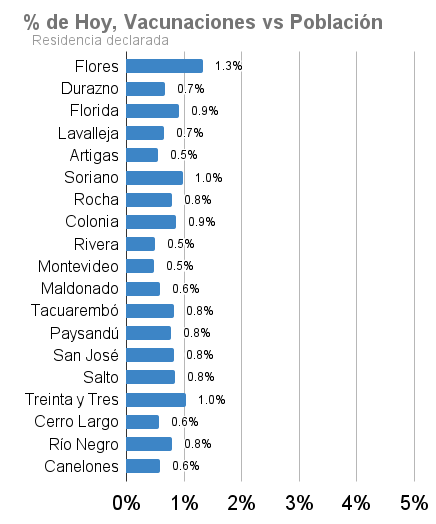 % de Hoy, Vacunaciones vs Población
Residencia declarada
Flores 1.3%
Durazno 0.7%
Florida 0.9%
Lavalleja 0.7%
Artigas 0.5%
Soriano 1.0%
Rocha 0.8%
Colonia 0.9%
Rivera 0.5%
Montevideo 0.5%
Maldonado 0.6%
Tacuarembó 0.8%
Paysandú 0.8%
San José 0.8%
Salto 0.8%
Treinta y Tres 1.0%
Cerro Largo 0.6%
Río Negro 0.8%
Canelones 0.6%
0% 1% 2% 3% 4% 5%